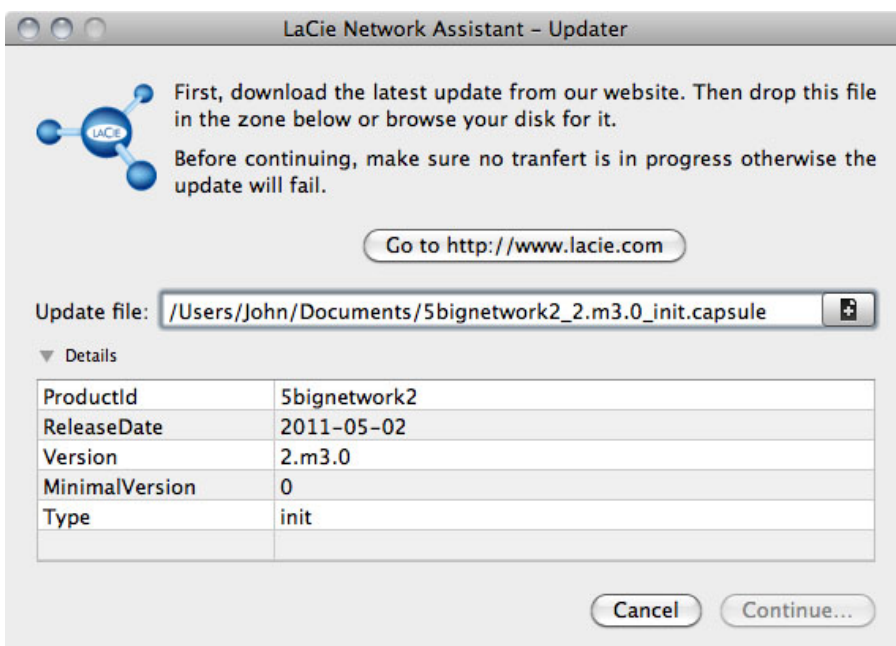 LaCie Network Assistant – Updater
First, download the latest update from our website. Then drop this file
in the zone below or browse your disk for it.
Before continuing, make sure no tranfert is in progress otherwise the
update will fail.
LACIE
Go to http://www.lacie.com
Update file: /Users/John/Documents/5bignetwork2_2.m3.0_init.capsule
Details
ProductId 5bignetwork2
ReleaseDate 2011-05-02
Version 2.m3.0
MinimalVersion 0
Type init
Cancel Continue...